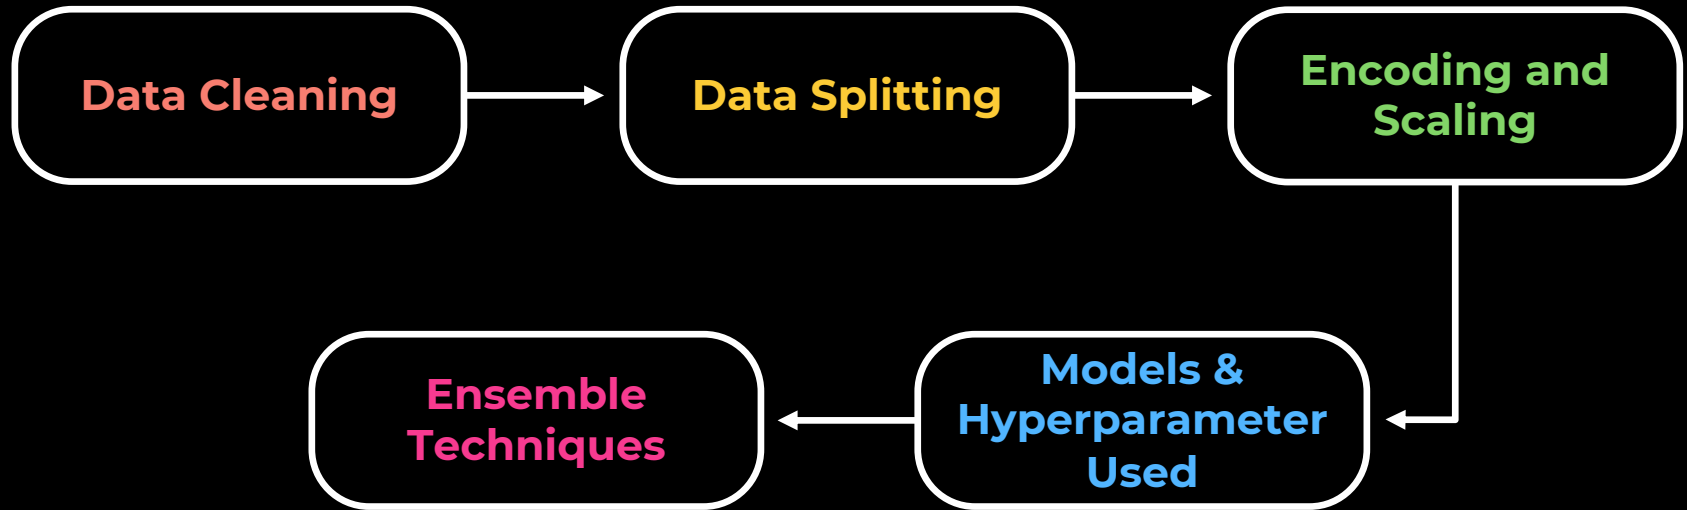 Data Cleaning
Data Splitting
Encoding and
Scaling
Models &
Hyperparameter
Used
Ensemble
Techniques